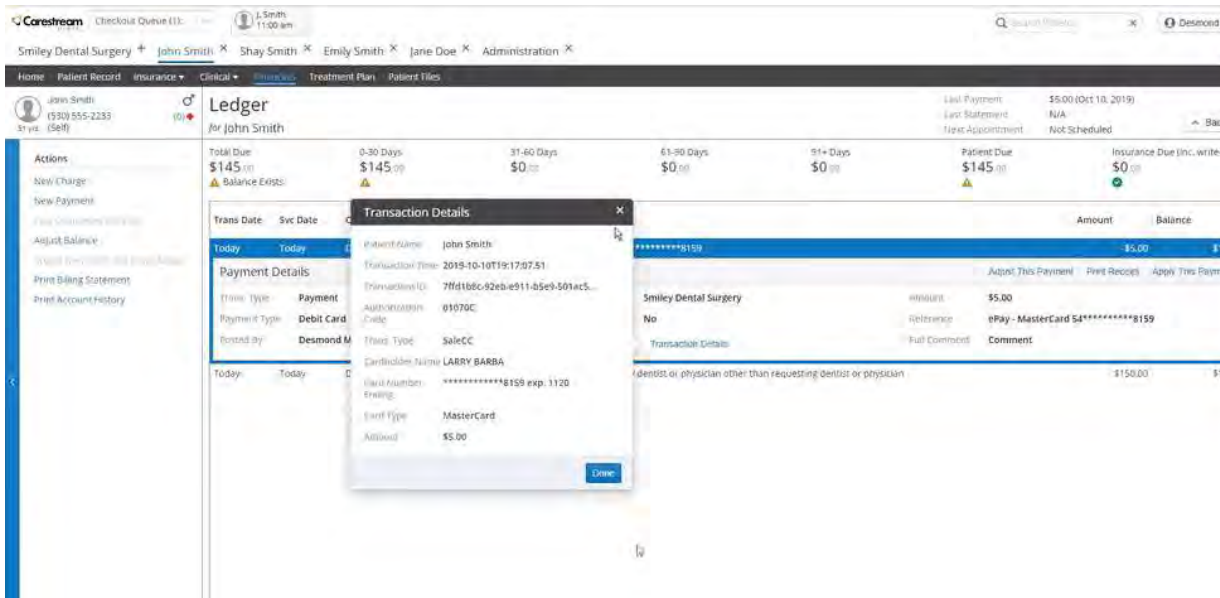 Carestream Checkout Queue (1): J. Smith
11:00 am
Desmond
Smiley Dental Surgery + John Smith × Shay Smith × Emily Smith × Jane Doe × Administration ×
Home Patient Record Insurance Clinical Financials Treatment Plan Patient Files
John Smith
(530) 555-2233 (0)
51 yrs (Self)
Ledger
for John Smith
Last Payment $5.00 (Oct 10, 2019)
Last Statement N/A
Next Appointment Not Scheduled
Actions
New Charge
New Payment
Adjust Balance
Print Billing Statement
Print Account History
Total Due 0-30 Days 31-60 Days 61-90 Days 91+ Days Patient Due Insurance Due (inc. write
$145.00 $145.00 $0.00 $0.00 $0.00 $145.00 $0.00
Balance Exists
Trans Date Svc Date Amount Balance
Today Today *********8159 $5.00
Payment Details Adjust This Payment Print Receipt Apply This Paym
Trans. Type Payment Smiley Dental Surgery Amount $5.00
Payment Type Debit Card No Reference ePay - MasterCard 54**********8159
Posted By Desmond M Transaction Details Full Comment Comment
Today Today dentist or physician other than requesting dentist or physician $150.00
Transaction Details ×
Patient Name John Smith
Transaction Time 2019-10-10T19:17:07.51
Transaction ID 7ffd1b8c-92eb-e911-b5e9-501ac5...
Authorization Code 01070C
Trans. Type SaleCC
Cardholder Name LARRY BARBA
Card Number Ending ************8159 exp. 1120
Card Type MasterCard
Amount $5.00
Done